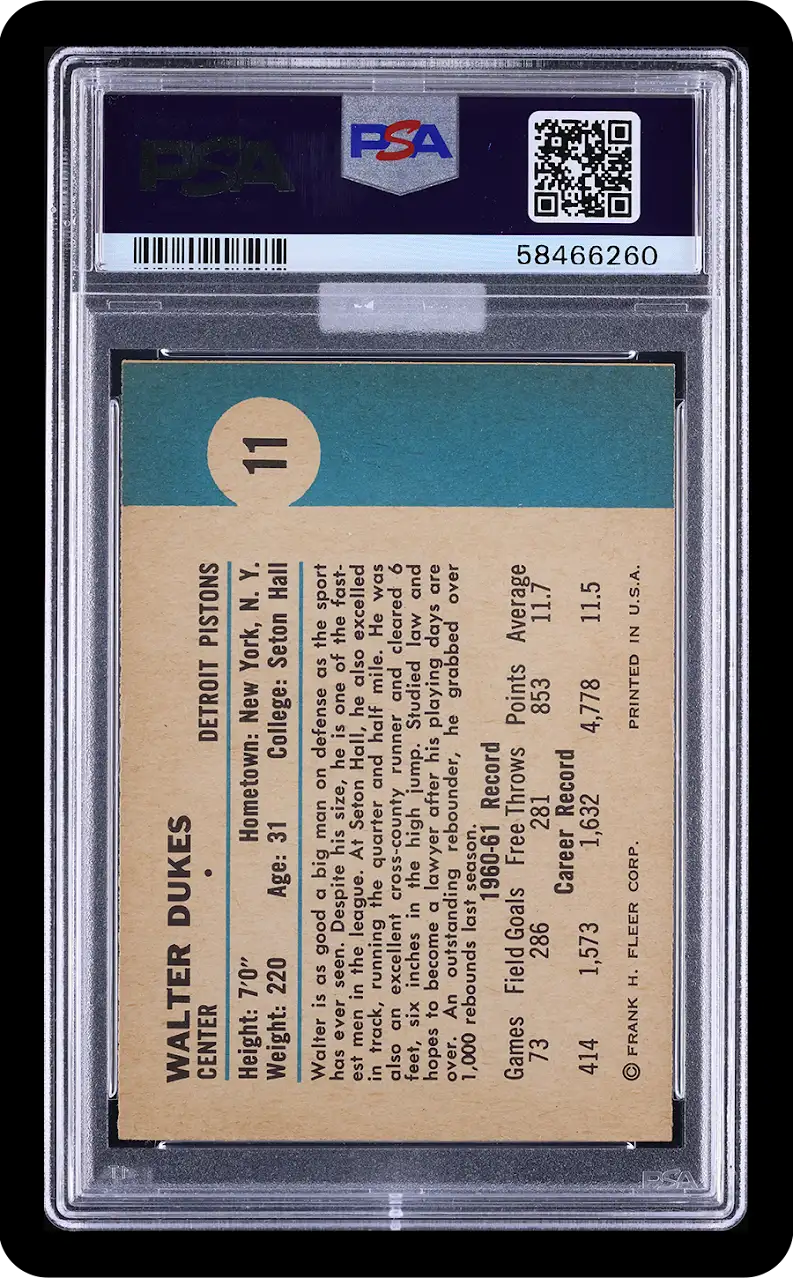 PSA
PSA
58466260
11
WALTER DUKES
CENTER • DETROIT PISTONS
Height: 7'0" Hometown: New York, N. Y.
Weight: 220 Age: 31 College: Seton Hall
Walter is as good a big man on defense as the sport
has ever seen. Despite his size, he is one of the fast-
est men in the league. At Seton Hall, he also excelled
in track, running the quarter and half mile. He was
also an excellent cross-county runner and cleared 6
feet, six inches in the high jump. Studied law and
hopes to become a lawyer after his playing days are
over. An outstanding rebounder, he grabbed over
1,000 rebounds last season.
1960-61 Record
Games Field Goals Free Throws Points Average
73 286 281 853 11.7
Career Record
414 1,573 1,632 4,778 11.5
© FRANK H. FLEER CORP. PRINTED IN U.S.A.
PSA